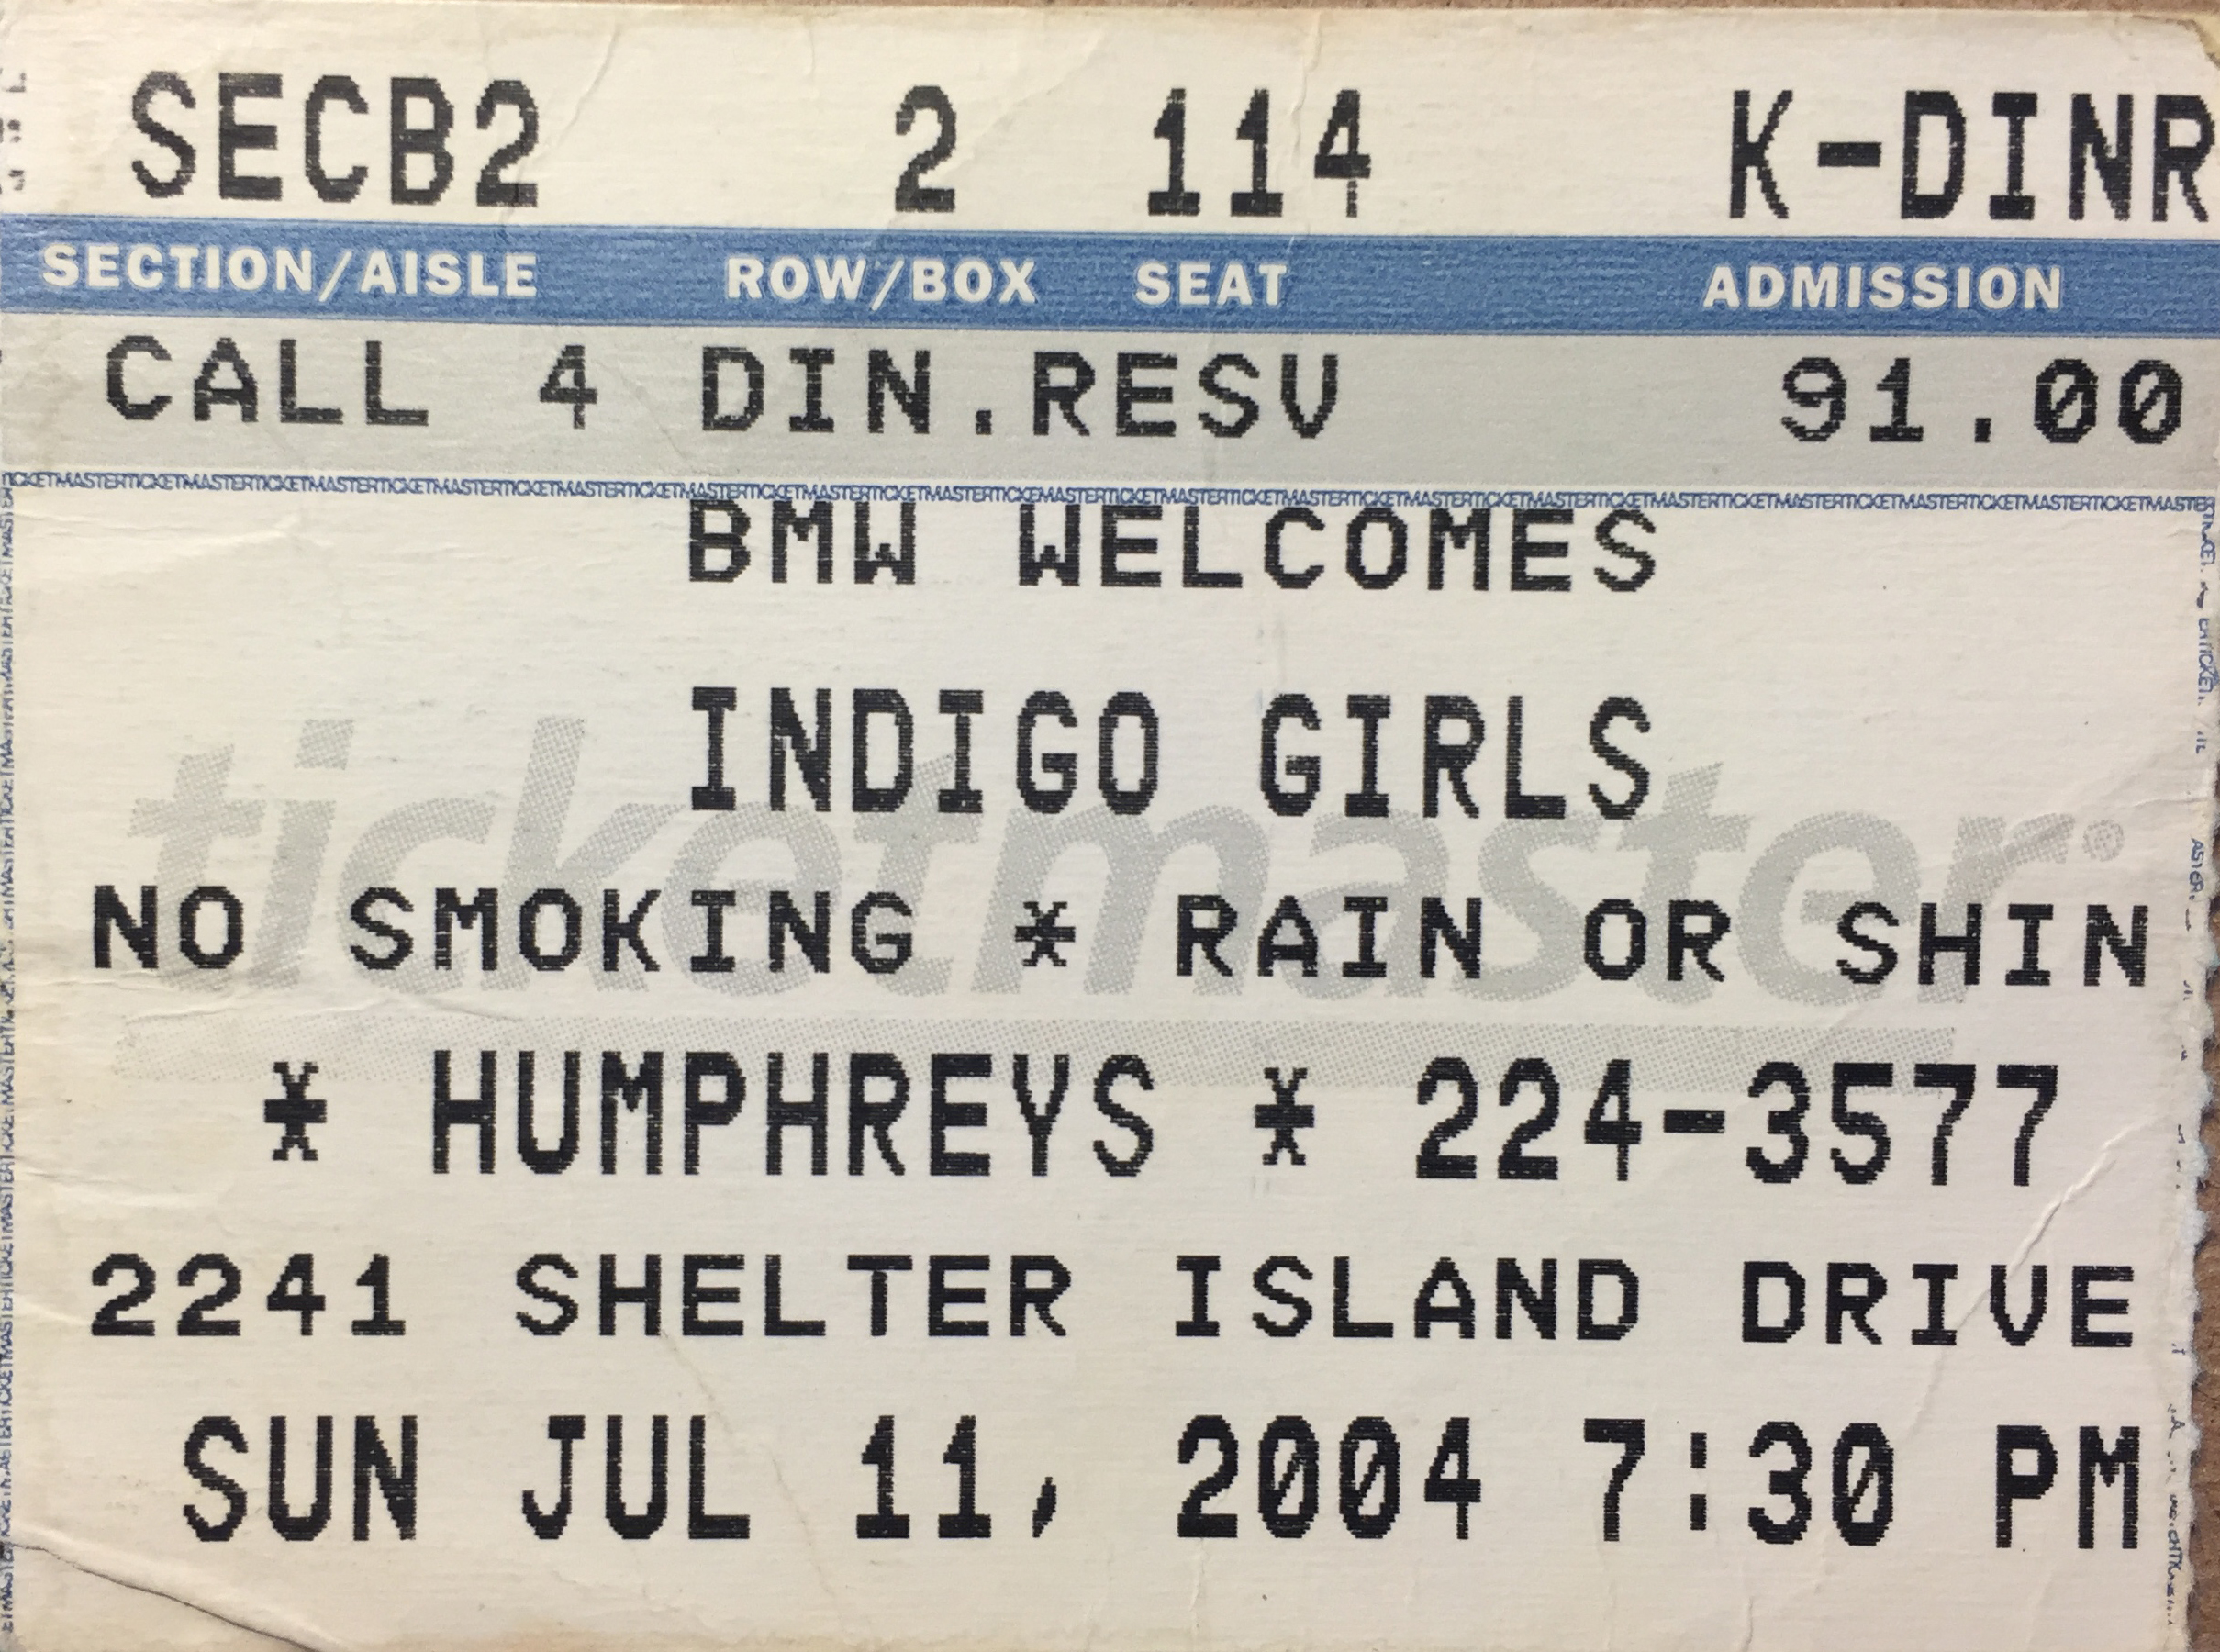 SECB2 2 114 K-DINR
SECTION/AISLE ROW/BOX SEAT ADMISSION
CALL 4 DIN.RESV 91.00
TICKETMASTERTICKETMASTERTICKETMASTERTICKETMASTERTICKETMASTERTICKETMASTERTICKETMASTERTICKETMASTERTICKETMASTERTICKEMASTERTICKETMASTERTICKETMASTERTICKETMASTERTICKETMASTERTICKETMASTERTICKETMASTERTICKETMASTERTICKETMASTER
BMW WELCOMES
INDIGO GIRLS
ticketmaster®
NO SMOKING * RAIN OR SHIN
* HUMPHREYS * 224-3577
2241 SHELTER ISLAND DRIVE
SUN JUL 11, 2004 7:30 PM